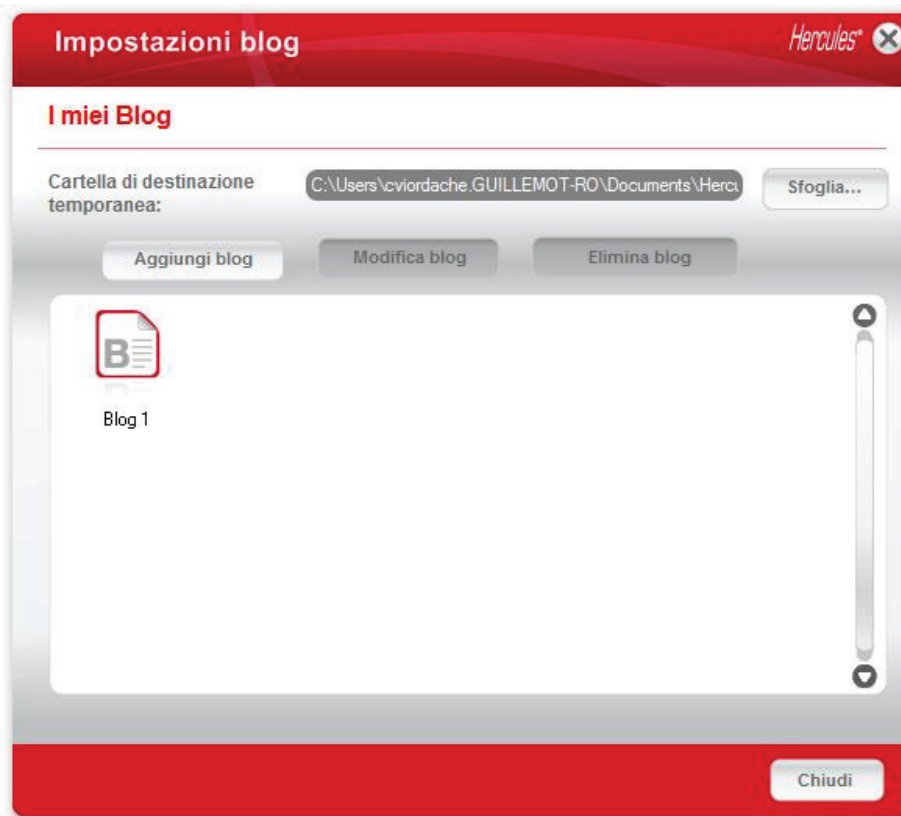 Impostazioni blog
Hercules®
I miei Blog
Cartella di destinazione
temporanea:
C:\Users\cviordache.GUILLEMOT-RO\Documents\Hercu
Sfoglia...
Aggiungi blog
Modifica blog
Elimina blog
B
Blog 1
Chiudi